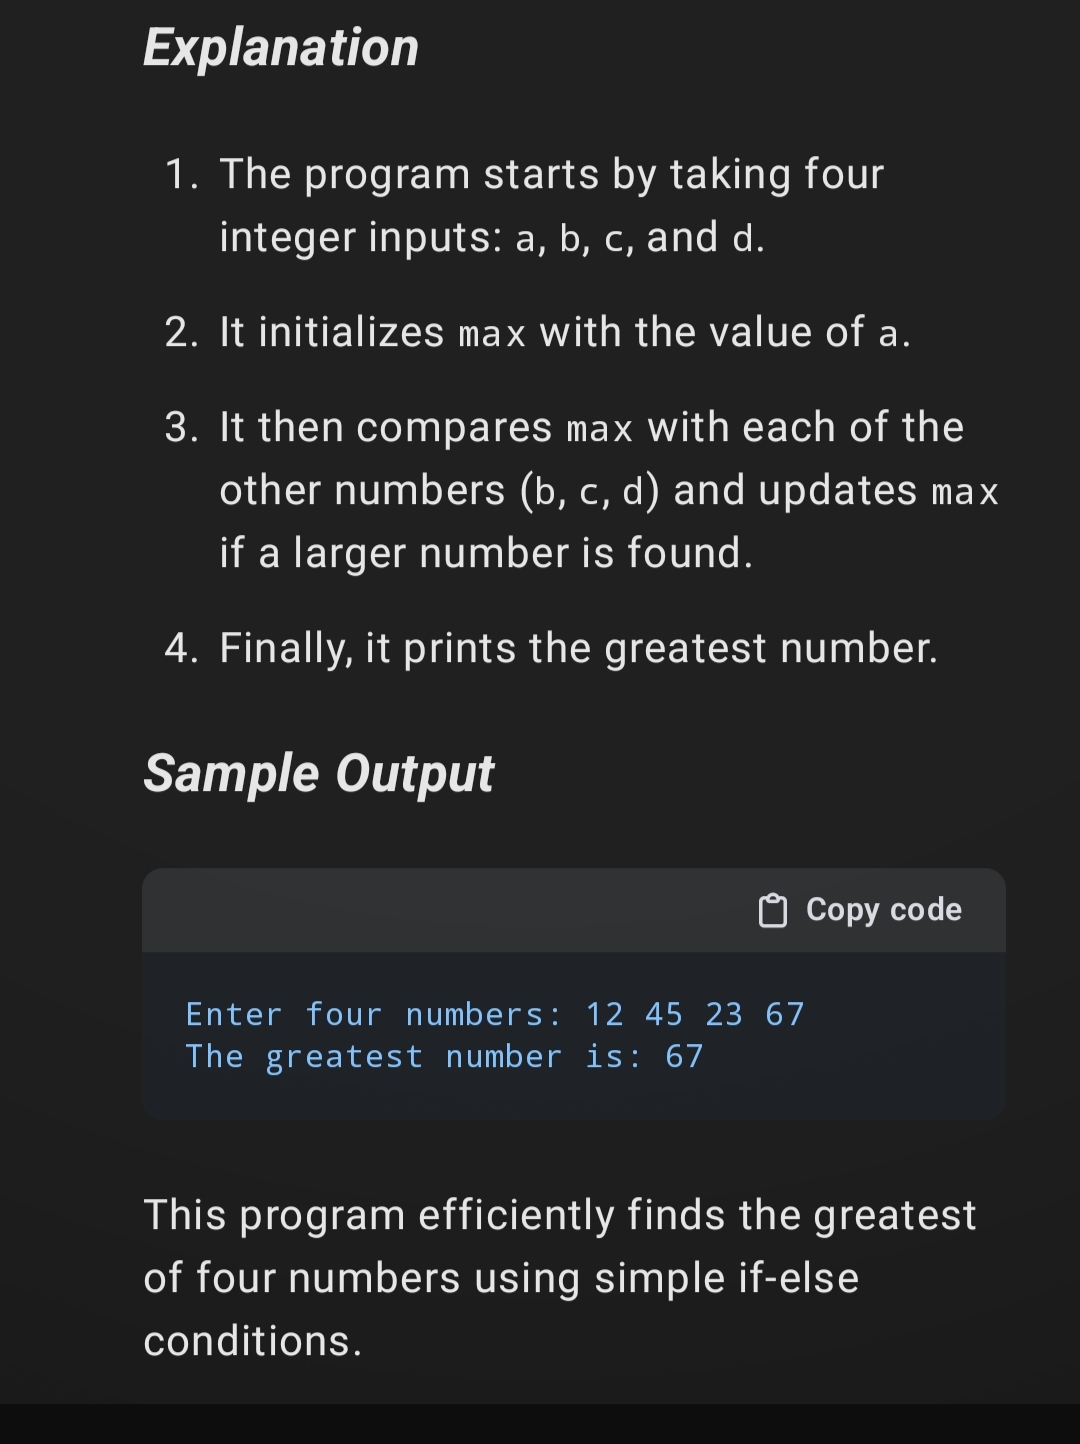 Explanation
1. The program starts by taking four
integer inputs: a, b, c, and d.
2. It initializes max with the value of a.
3. It then compares max with each of the
other numbers (b, c, d) and updates max
if a larger number is found.
4. Finally, it prints the greatest number.
Sample Output
Copy code
Enter four numbers: 12 45 23 67
The greatest number is: 67
This program efficiently finds the greatest
of four numbers using simple if-else
conditions.